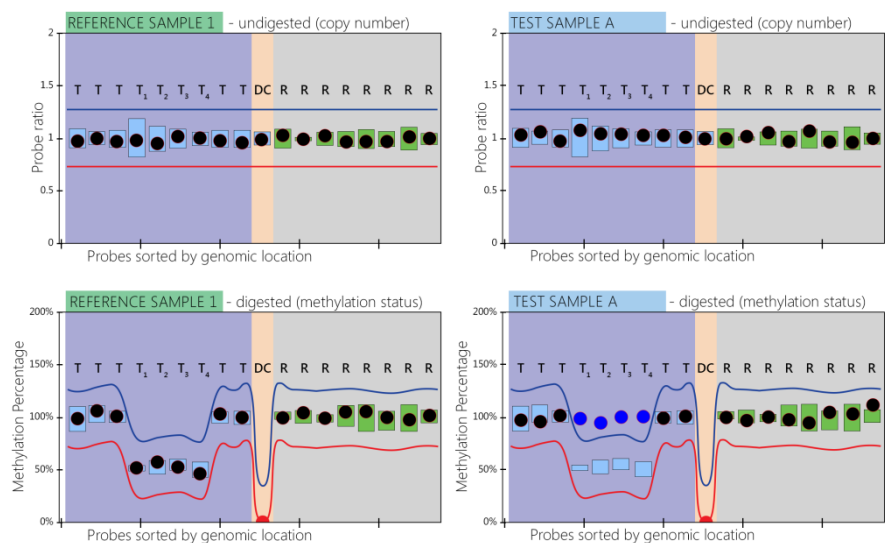 REFERENCE SAMPLE 1 - undigested (copy number)
2
1.5
1
0.5
0
Probe ratio
T T T T1 T2 T3 T4 T T DC R R R R R R R R
Probes sorted by genomic location
TEST SAMPLE A - undigested (copy number)
2
1.5
1
0.5
0
Probe ratio
T T T T1 T2 T3 T4 T T DC R R R R R R R R
Probes sorted by genomic location
REFERENCE SAMPLE 1 - digested (methylation status)
200%
150%
100%
50%
0%
Methylation Percentage
T T T T1 T2 T3 T4 T T DC R R R R R R R R
Probes sorted by genomic location
TEST SAMPLE A - digested (methylation status)
200%
150%
100%
50%
0%
Methylation Percentage
T T T T1 T2 T3 T4 T T DC R R R R R R R R
Probes sorted by genomic location